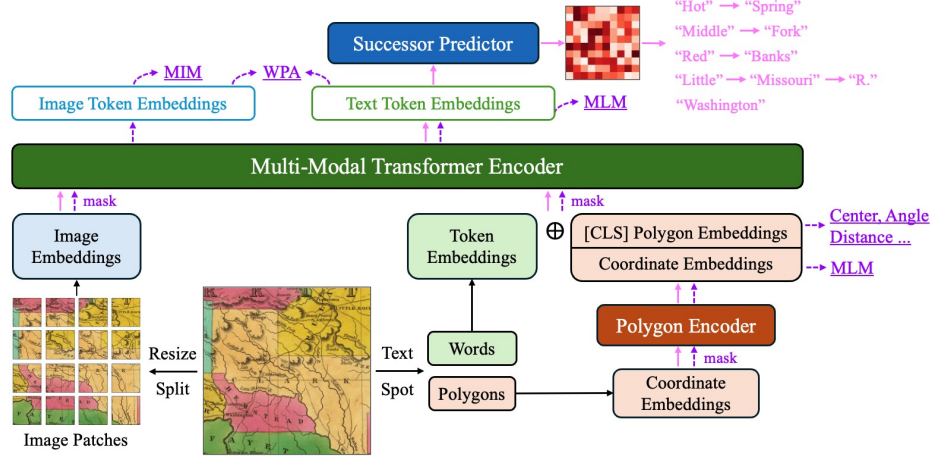 "Hot" → "Spring"
"Middle" → "Fork"
"Red" → "Banks"
"Little" → "Missouri" → "R."
"Washington"
Successor Predictor
MIM
WPA
Image Token Embeddings
Text Token Embeddings
MLM
Multi-Modal Transformer Encoder
mask
mask
Image
Embeddings
Token
Embeddings
⊕
[CLS] Polygon Embeddings
Coordinate Embeddings
Center, Angle
Distance ...
MLM
Polygon Encoder
mask
Resize
Split
Text
Spot
Words
Polygons
Coordinate
Embeddings
Image Patches